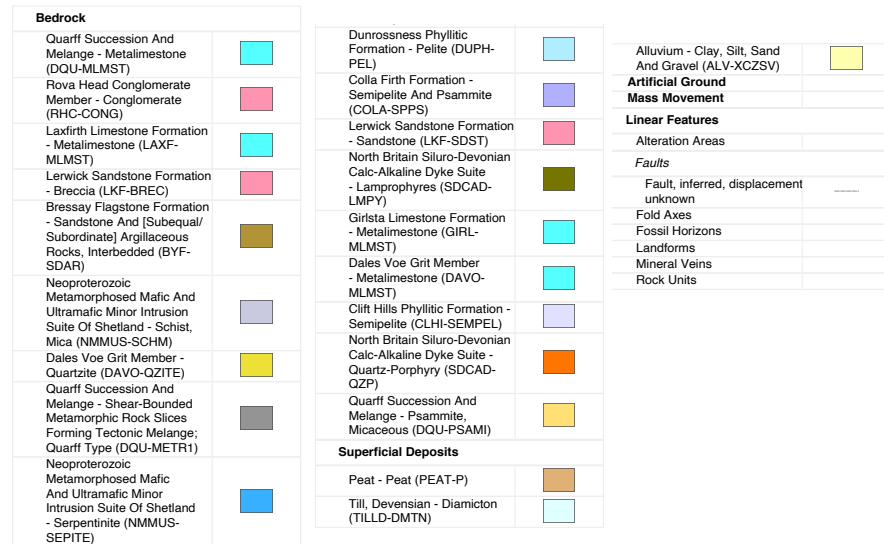 Bedrock
Quarff Succession And
Melange - Metalimestone
(DQU-MLMST)
Rova Head Conglomerate
Member - Conglomerate
(RHC-CONG)
Laxfirth Limestone Formation
- Metalimestone (LAXF-
MLMST)
Lerwick Sandstone Formation
- Breccia (LKF-BREC)
Bressay Flagstone Formation
- Sandstone And [Subequal/
Subordinate] Argillaceous
Rocks, Interbedded (BYF-
SDAR)
Neoproterozoic
Metamorphosed Mafic And
Ultramafic Minor Intrusion
Suite Of Shetland - Schist,
Mica (NMMUS-SCHM)
Dales Voe Grit Member -
Quartzite (DAVO-QZITE)
Quarff Succession And
Melange - Shear-Bounded
Metamorphic Rock Slices
Forming Tectonic Melange;
Quarff Type (DQU-METR1)
Neoproterozoic
Metamorphosed Mafic
And Ultramafic Minor
Intrusion Suite Of Shetland
- Serpentinite (NMMUS-
SEPITE)
Dunrossness Phyllitic
Formation - Pelite (DUPH-
PEL)
Colla Firth Formation -
Semipelite And Psammite
(COLA-SPPS)
Lerwick Sandstone Formation
- Sandstone (LKF-SDST)
North Britain Siluro-Devonian
Calc-Alkaline Dyke Suite
- Lamprophyres (SDCAD-
LMPY)
Girlsta Limestone Formation
- Metalimestone (GIRL-
MLMST)
Dales Voe Grit Member
- Metalimestone (DAVO-
MLMST)
Clift Hills Phyllitic Formation -
Semipelite (CLHI-SEMPEL)
North Britain Siluro-Devonian
Calc-Alkaline Dyke Suite -
Quartz-Porphyry (SDCAD-
QZP)
Quarff Succession And
Melange - Psammite,
Micaceous (DQU-PSAMI)
Superficial Deposits
Peat - Peat (PEAT-P)
Till, Devensian - Diamicton
(TILLD-DMTN)
Alluvium - Clay, Silt, Sand
And Gravel (ALV-XCZSV)
Artificial Ground
Mass Movement
Linear Features
Alteration Areas
Faults
Fault, inferred, displacement
unknown
Fold Axes
Fossil Horizons
Landforms
Mineral Veins
Rock Units